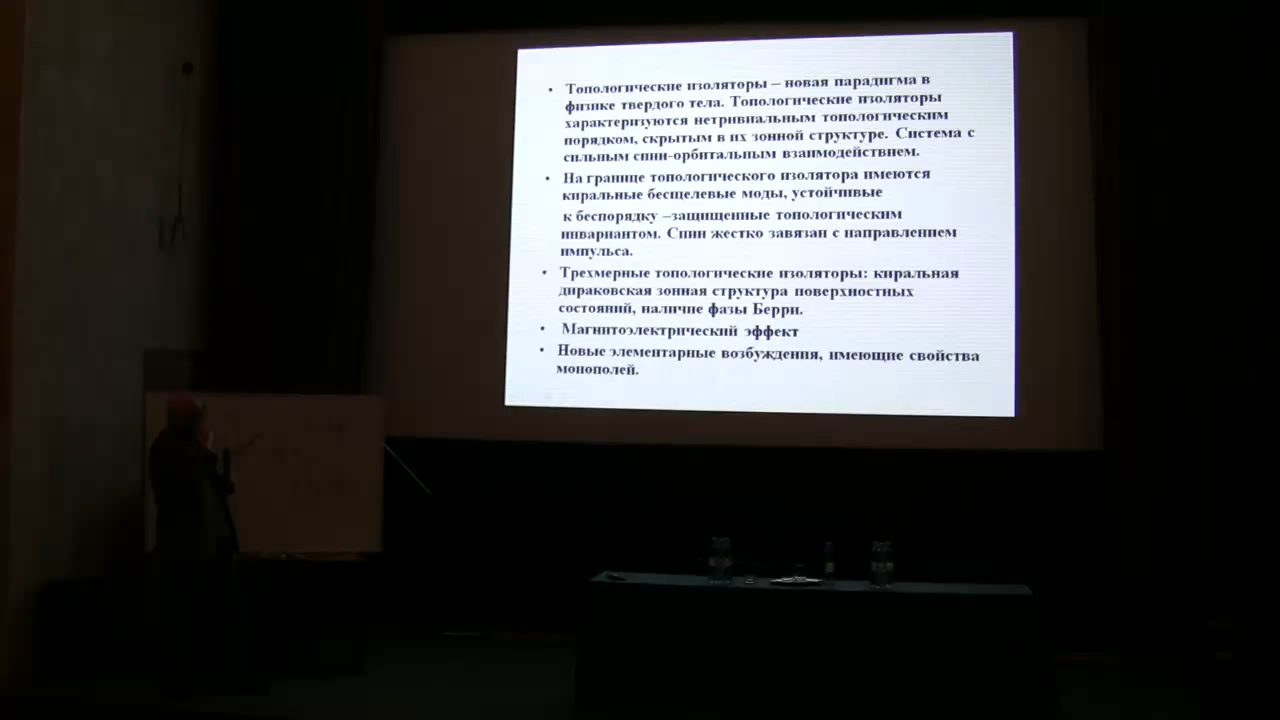 • Топологические изоляторы – новая парадигма в
физике твердого тела. Топологические изоляторы
характеризуются нетривиальным топологическим
порядком, скрытым в их зонной структуре. Система с
сильным спин-орбитальным взаимодействием.
• На границе топологического изолятора имеются
киральные бесщелевые моды, устойчивые
к беспорядку –защищенные топологическим
инвариантом. Спин жестко завязан с направлением
импульса.
• Трехмерные топологические изоляторы: киральная
дираковская зонная структура поверхностных
состояний, наличие фазы Берри.
• Магнитоэлектрический эффект
• Новые элементарные возбуждения, имеющие свойства
монополей.